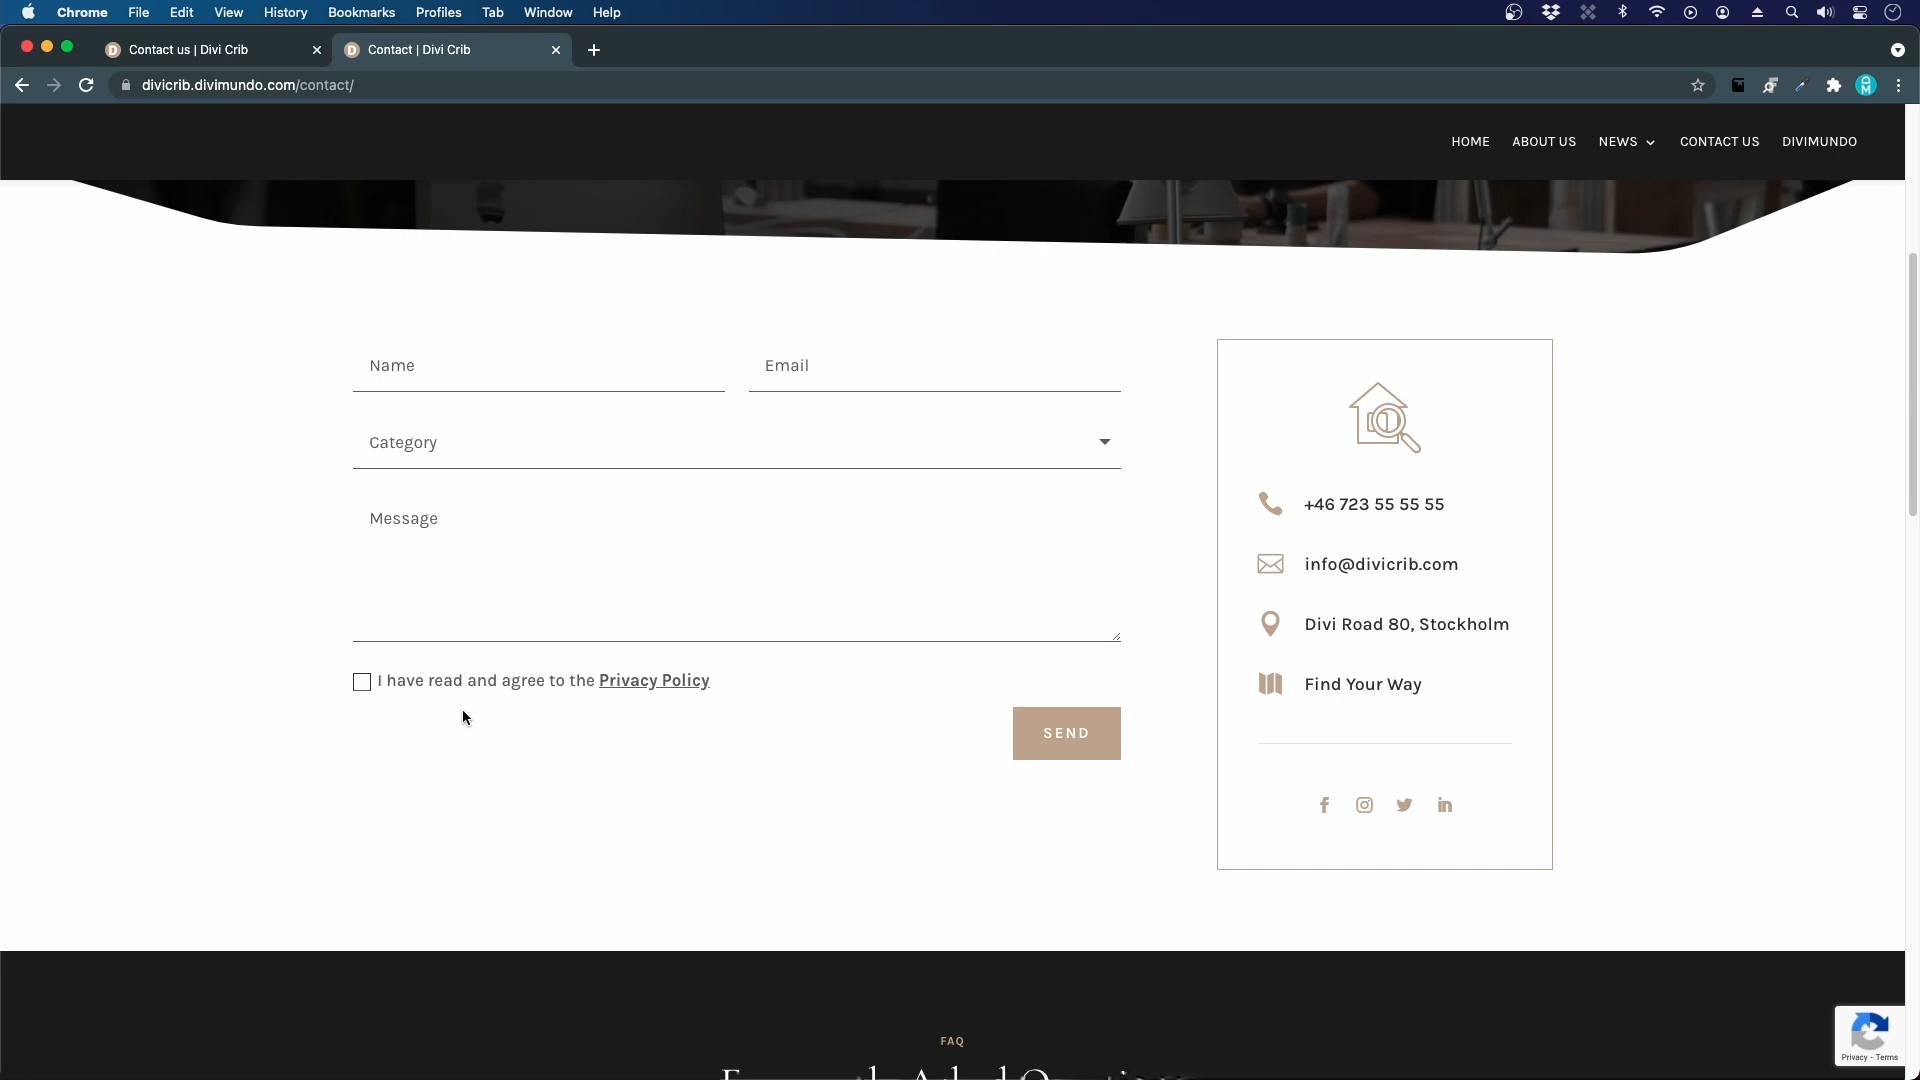 Chrome File Edit View History Bookmarks Profiles Tab Window Help
Contact us | Divi Crib
Contact | Divi Crib
divicrib.divimundo.com/contact/
HOME ABOUT US NEWS CONTACT US DIVIMUNDO
Name
Email
Category
Message
I have read and agree to the Privacy Policy
SEND
+46 723 55 55 55
info@divicrib.com
Divi Road 80, Stockholm
Find Your Way
FAQ
Privacy - Terms